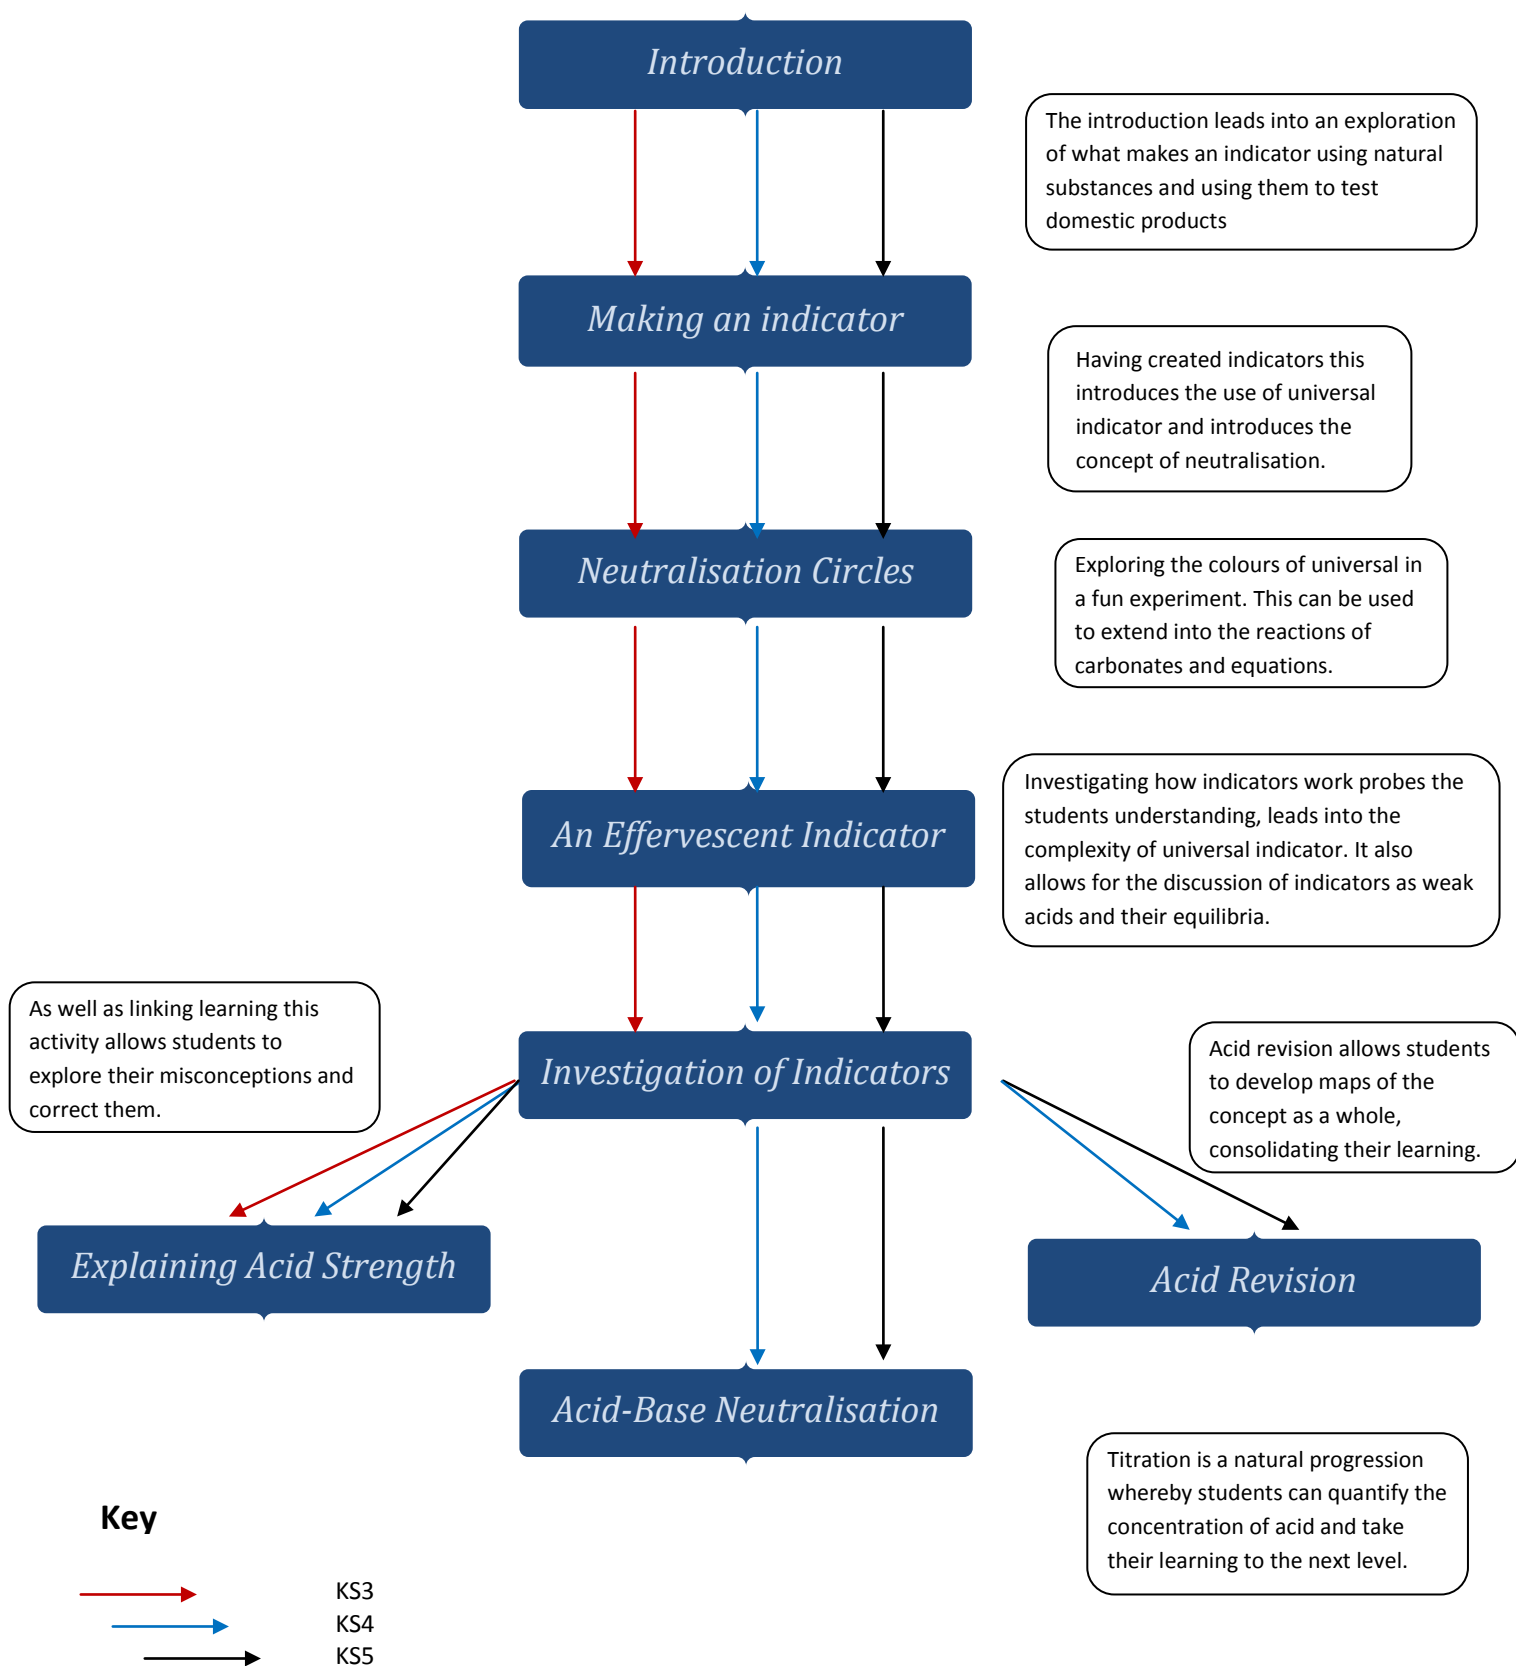 Introduction
The introduction leads into an exploration
of what makes an indicator using natural
substances and using them to test
domestic products
Making an indicator
Having created indicators this
introduces the use of universal
indicator and introduces the
concept of neutralisation.
Neutralisation Circles
Exploring the colours of universal in
a fun experiment. This can be used
to extend into the reactions of
carbonates and equations.
An Effervescent Indicator
Investigating how indicators work probes the
students understanding, leads into the
complexity of universal indicator. It also
allows for the discussion of indicators as weak
acids and their equilibria.
As well as linking learning this
activity allows students to
explore their misconceptions and
correct them.
Investigation of Indicators
Acid revision allows students
to develop maps of the
concept as a whole,
consolidating their learning.
Explaining Acid Strength
Acid Revision
Acid-Base Neutralisation
Titration is a natural progression
whereby students can quantify the
concentration of acid and take
their learning to the next level.
Key
KS3
KS4
KS5